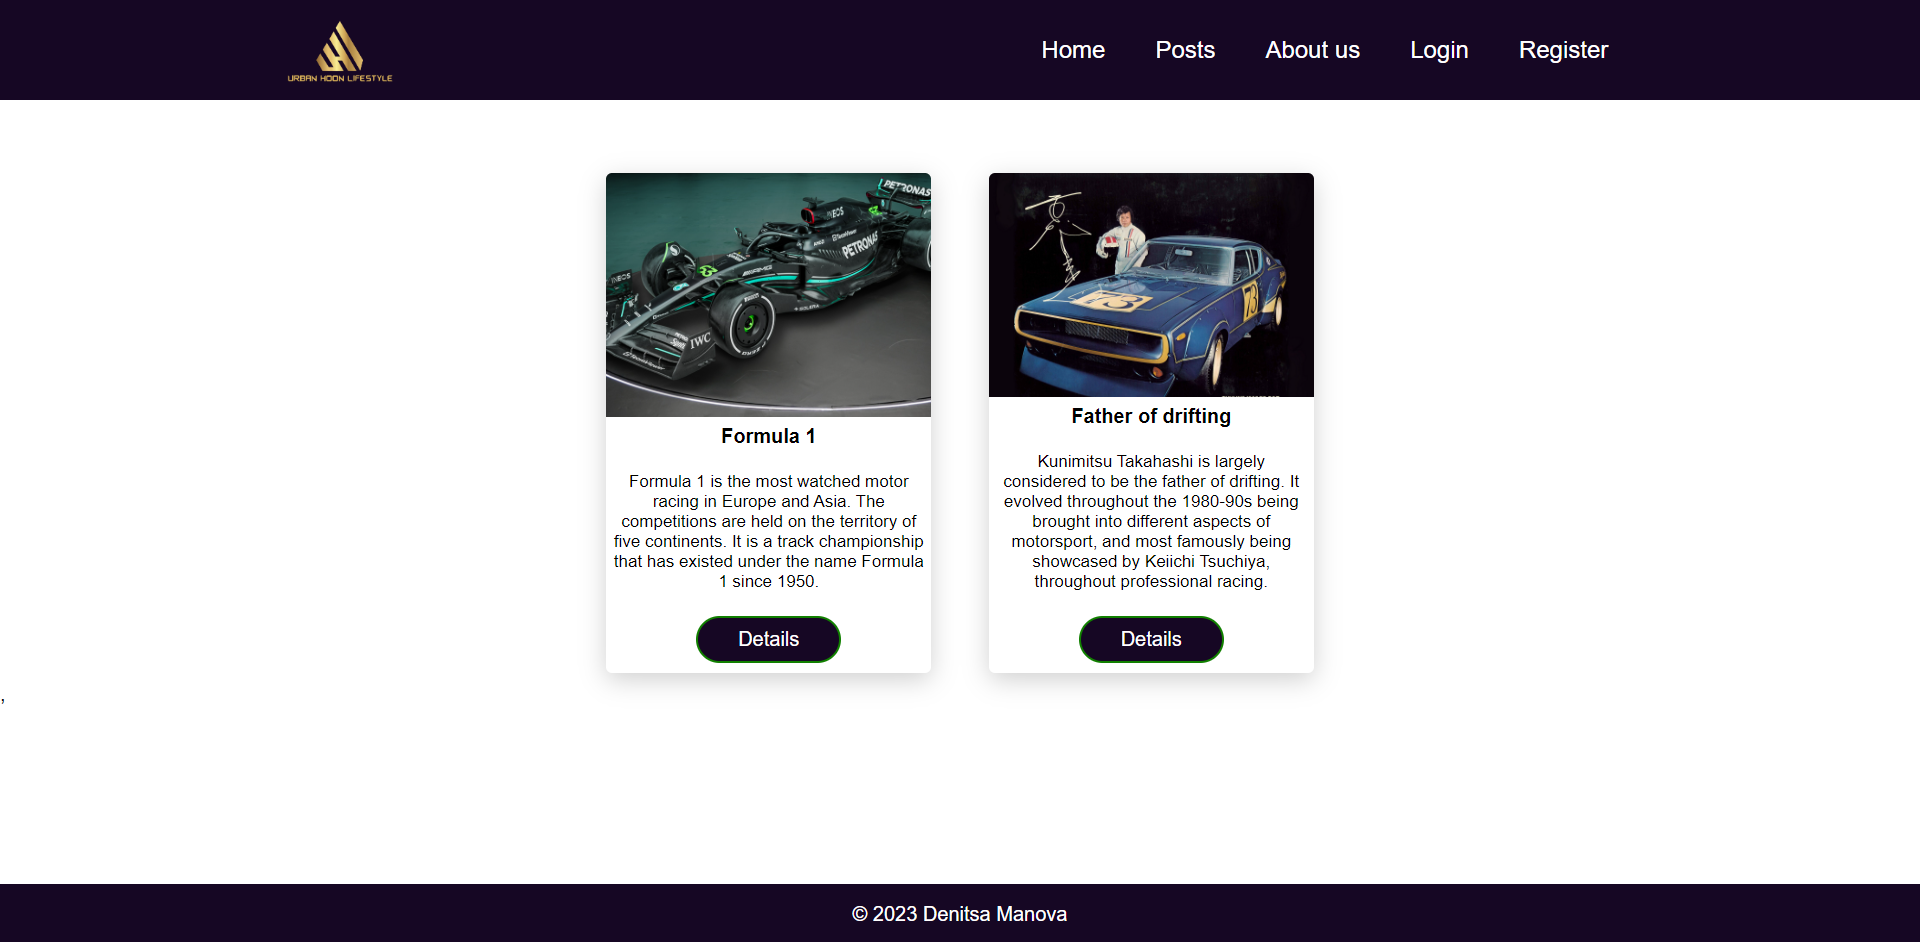 URBAN HOON LIFESTYLE
Home Posts About us Login Register
PETRONAS
INEOS
PETRONAS
AMG
INEOS
IWC
73
73
Formula 1
Formula 1 is the most watched motor
racing in Europe and Asia. The
competitions are held on the territory of
five continents. It is a track championship
that has existed under the name Formula
1 since 1950.
Details
Father of drifting
Kunimitsu Takahashi is largely
considered to be the father of drifting. It
evolved throughout the 1980-90s being
brought into different aspects of
motorsport, and most famously being
showcased by Keiichi Tsuchiya,
throughout professional racing.
Details
,
© 2023 Denitsa Manova